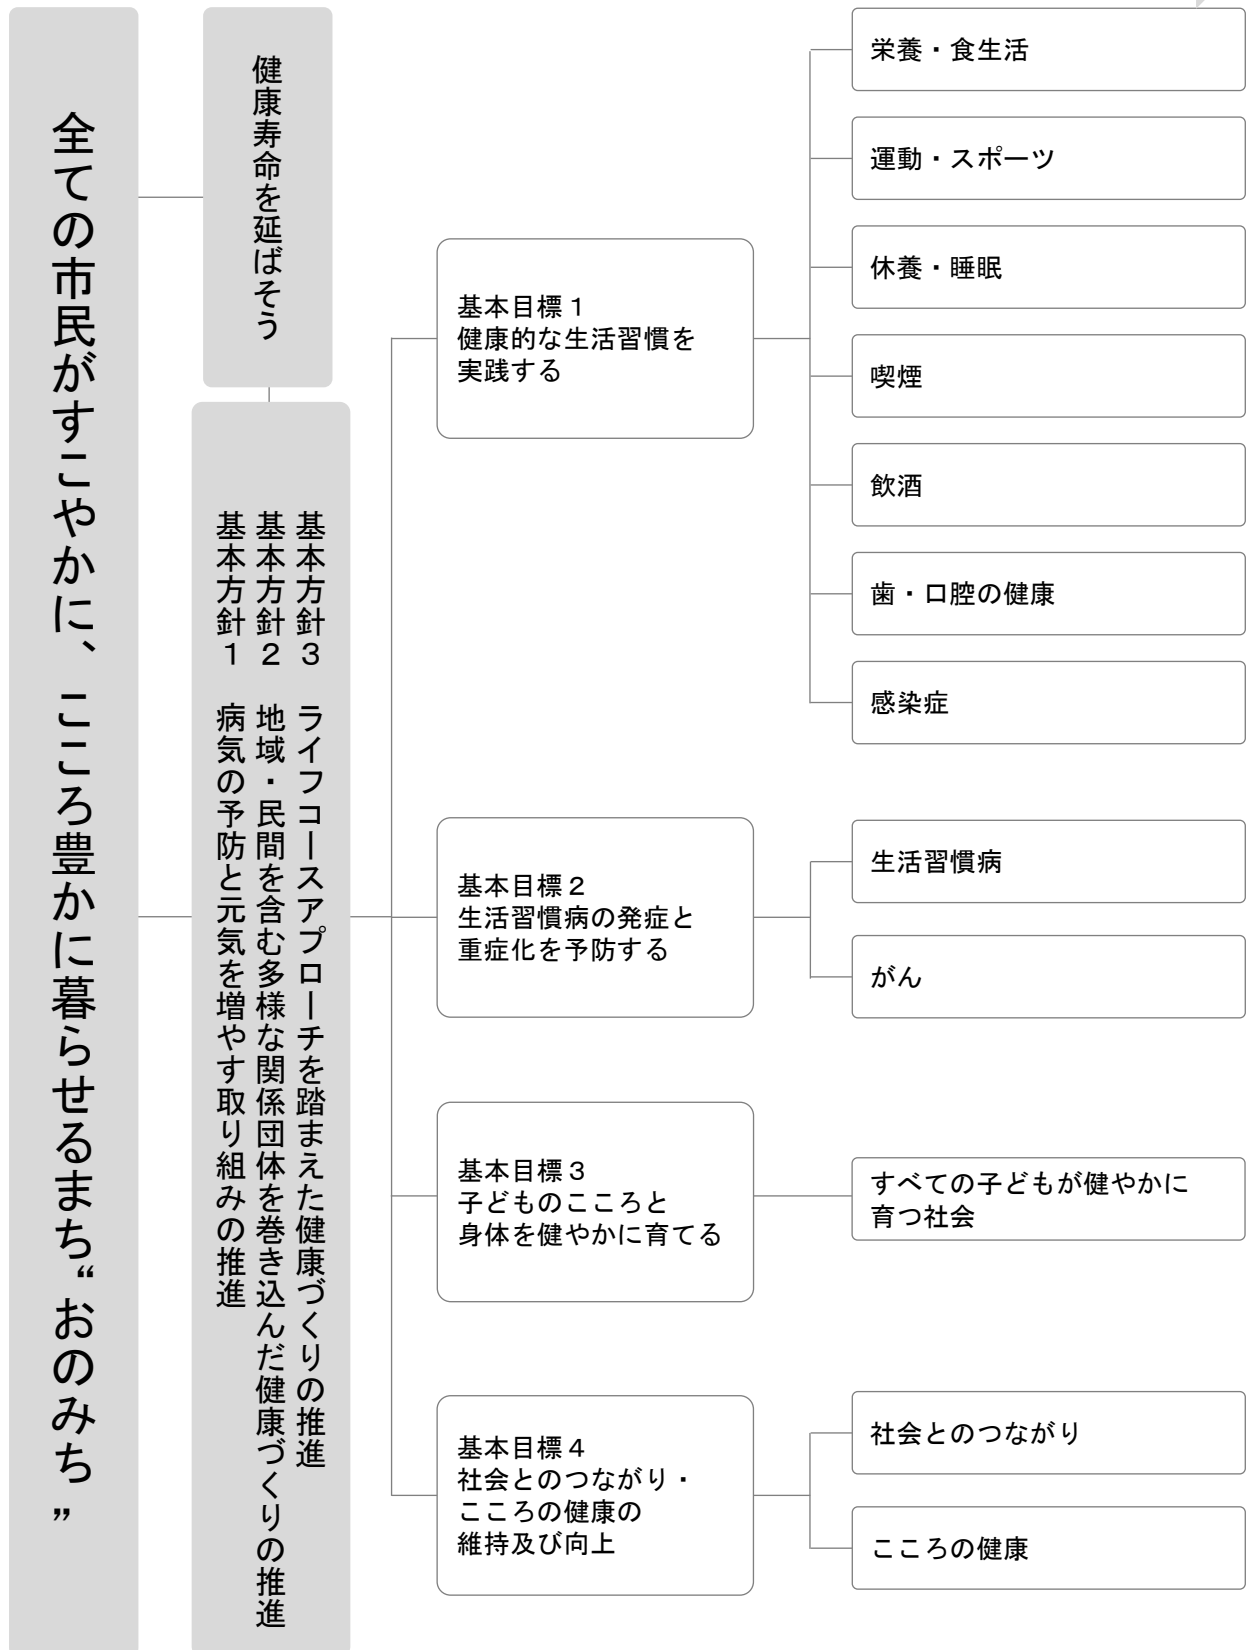 全ての市民がすこやかに、こころ豊かに暮らせるまち“おのみち”
健康寿命を延ばそう
基本方針３　ライフコースアプローチを踏まえた健康づくりの推進
基本方針２　地域・民間を含む多様な関係団体を巻き込んだ健康づくりの推進
基本方針１　病気の予防と元気を増やす取り組みの推進
基本目標１
健康的な生活習慣を
実践する
栄養・食生活
運動・スポーツ
休養・睡眠
喫煙
飲酒
歯・口腔の健康
感染症
基本目標２
生活習慣病の発症と
重症化を予防する
生活習慣病
がん
基本目標３
子どものこころと
身体を健やかに育てる
すべての子どもが健やかに
育つ社会
基本目標４
社会とのつながり・
こころの健康の
維持及び向上
社会とのつながり
こころの健康